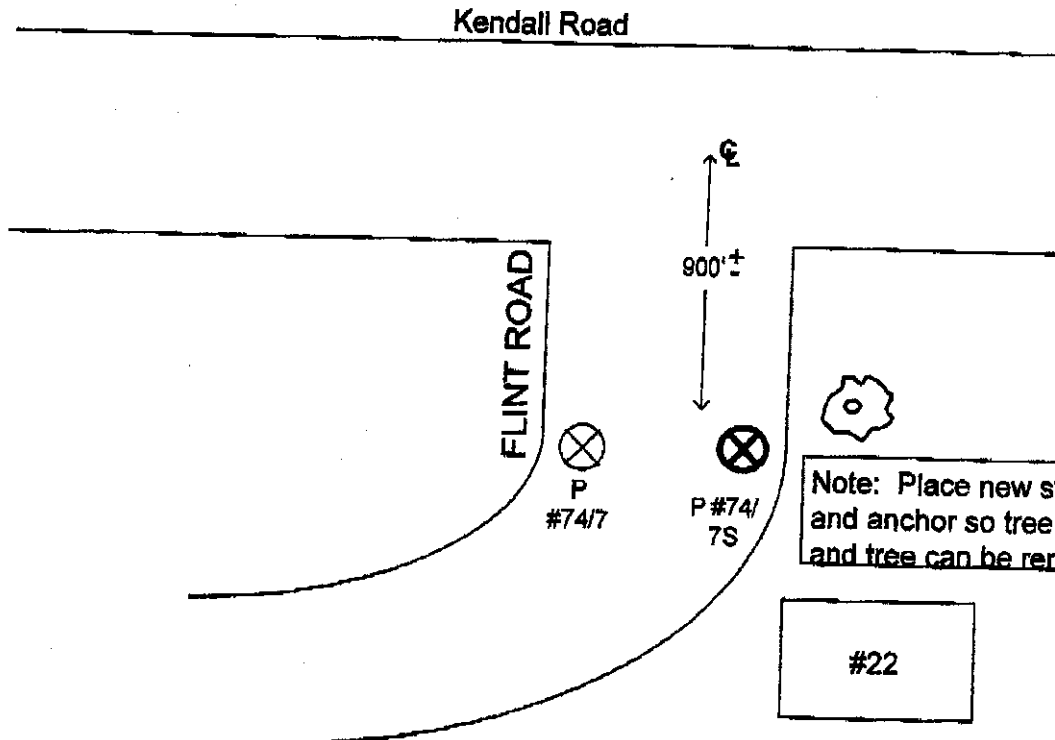 Kendall Road
℄
900' ±
FLINT ROAD
P
#74/7
P #74/
7S
Note: Place new
and anchor so tree
and tree can be
#22